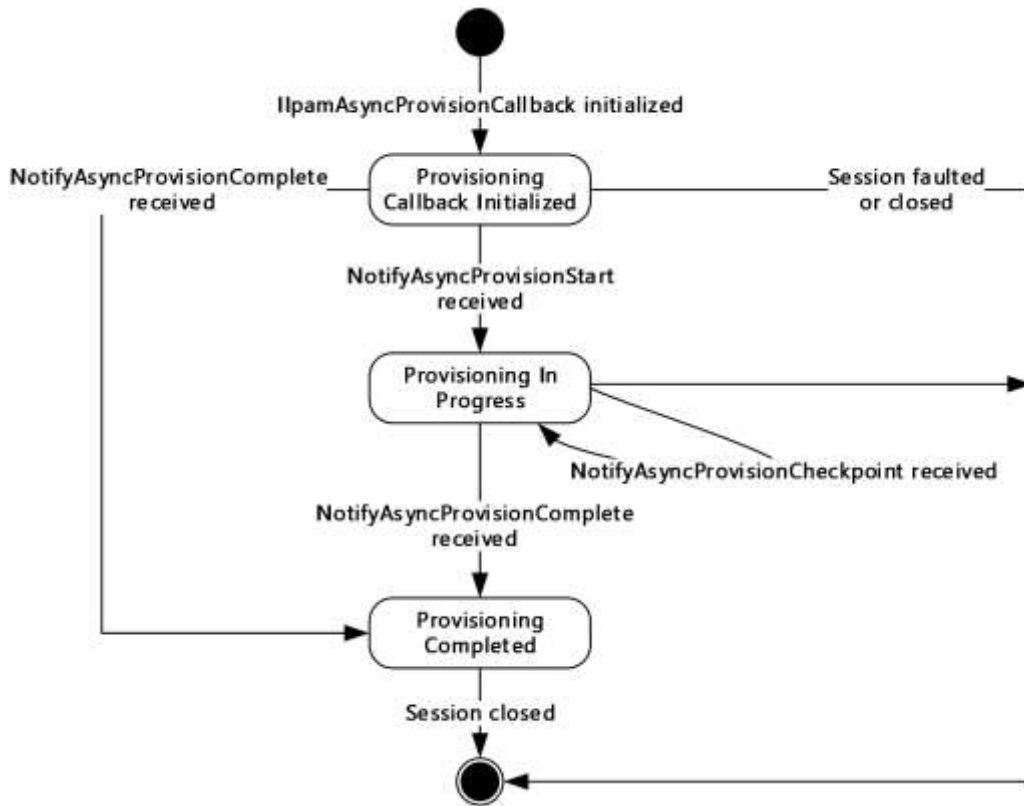 IIpamAsyncProvisionCallback initialized
NotifyAsyncProvisionComplete
received
Provisioning
Callback Initialized
Session faulted
or closed
NotifyAsyncProvisionStart
received
Provisioning In
Progress
NotifyAsyncProvisionCheckpoint received
NotifyAsyncProvisionComplete
received
Provisioning
Completed
Session closed